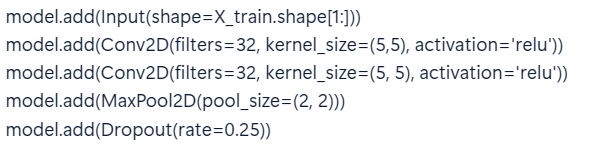 model.add(Input(shape=X_train.shape[1:]))
model.add(Conv2D(filters=32, kernel_size=(5,5), activation='relu'))
model.add(Conv2D(filters=32, kernel_size=(5, 5), activation='relu'))
model.add(MaxPool2D(pool_size=(2, 2)))
model.add(Dropout(rate=0.25))